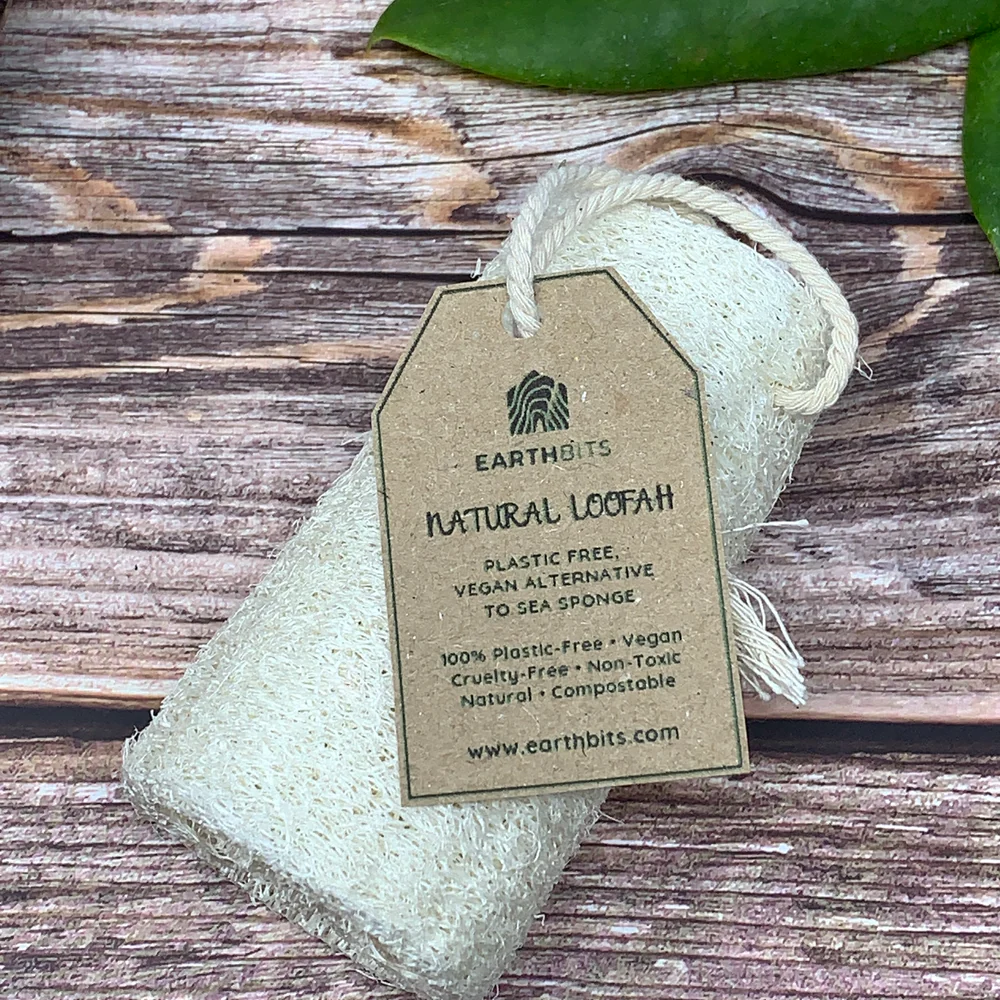 EARTHBITS
NATURAL LOOFAH
PLASTIC FREE,
VEGAN ALTERNATIVE
TO SEA SPONGE
100% Plastic-Free • Vegan
Cruelty-Free • Non-Toxic
Natural • Compostable
www.earthbits.com